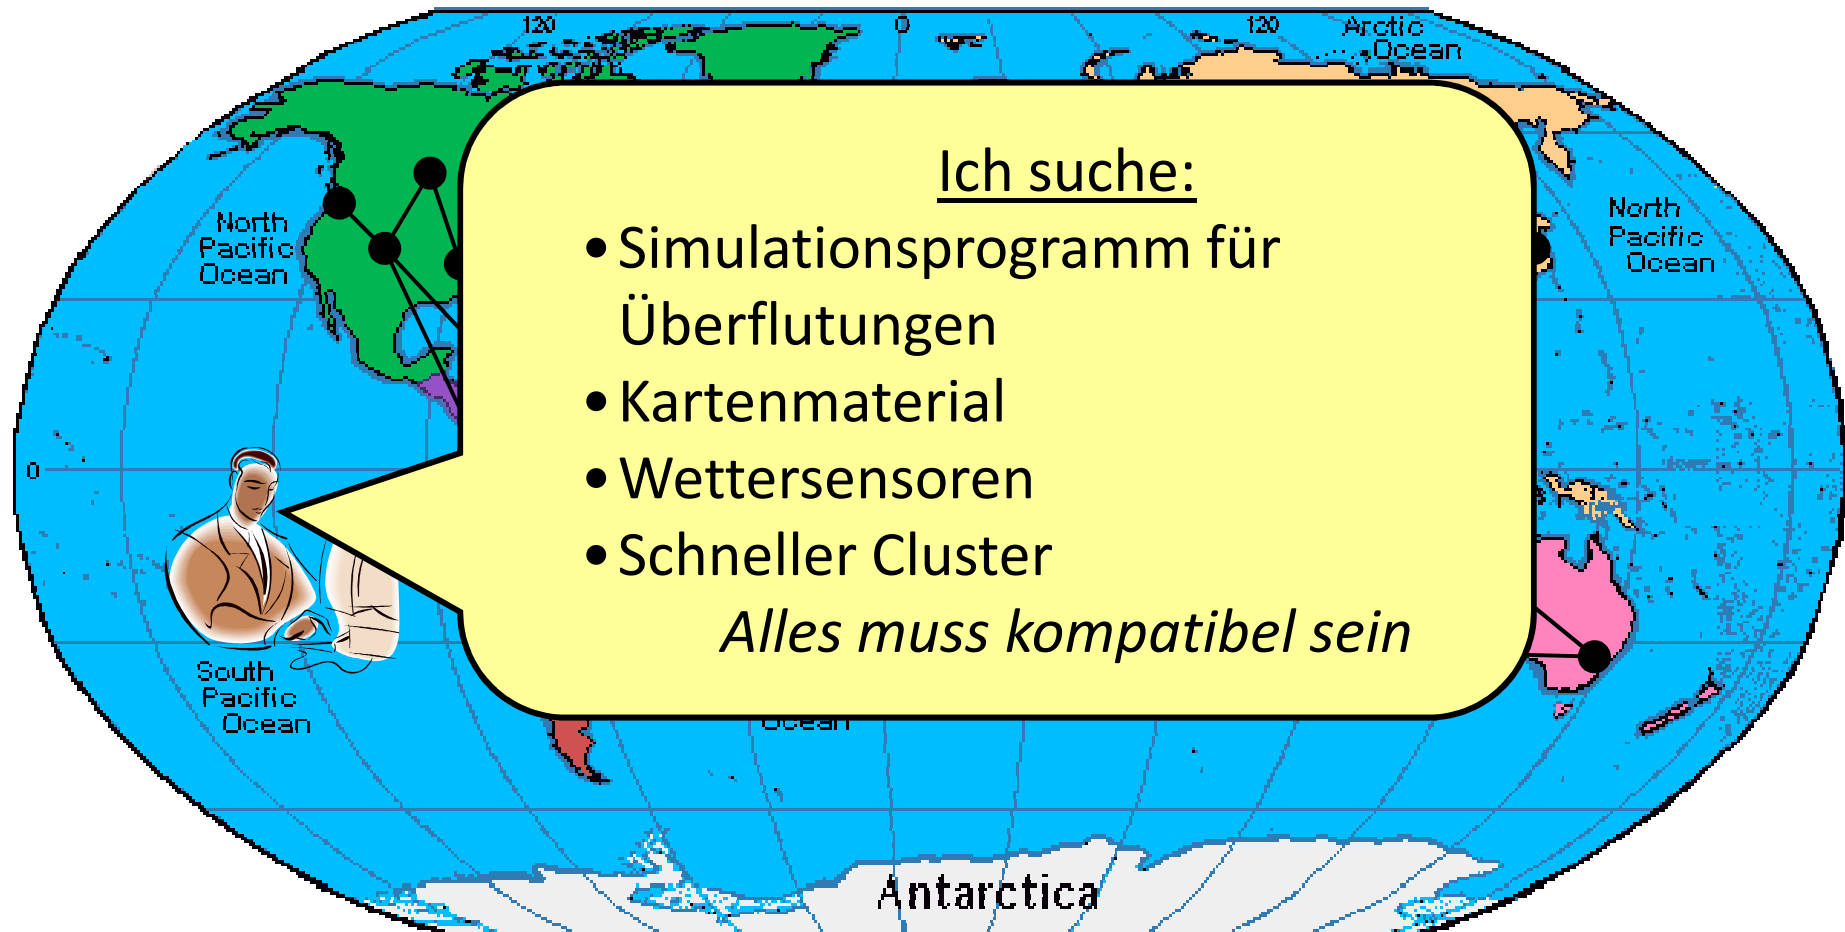 120
0
120
Arctic
Ocean
Ich suche:
•Simulationsprogramm für
Überflutungen
•Kartenmaterial
•Wettersensoren
•Schneller Cluster
Alles muss kompatibel sein
North
Pacific
Ocean
North
Pacific
Ocean
0
South
Pacific
Ocean
Ocean
Antarctica